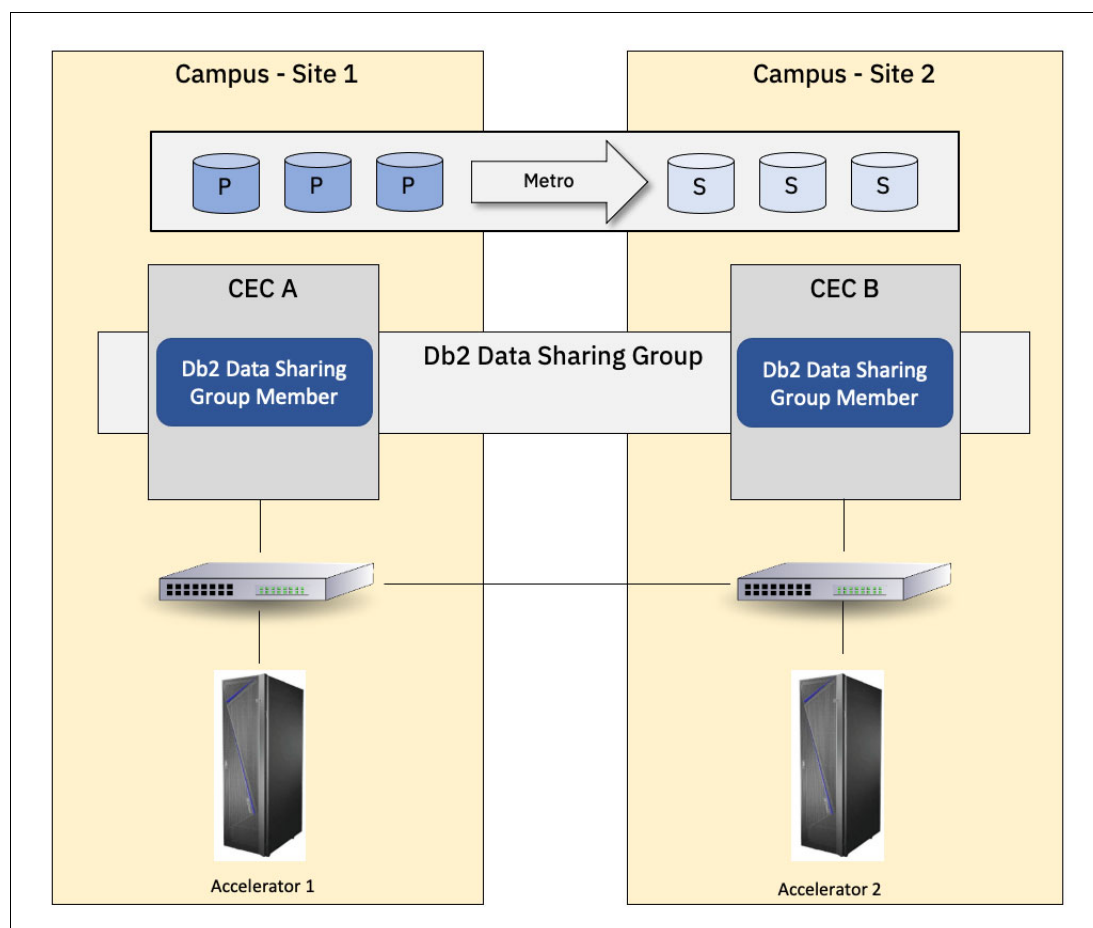 Campus - Site 1
Campus - Site 2
P
P
P
Metro
S
S
S
CEC A
CEC B
Db2 Data Sharing
Group Member
Db2 Data Sharing Group
Db2 Data Sharing
Group Member
Accelerator 1
Accelerator 2